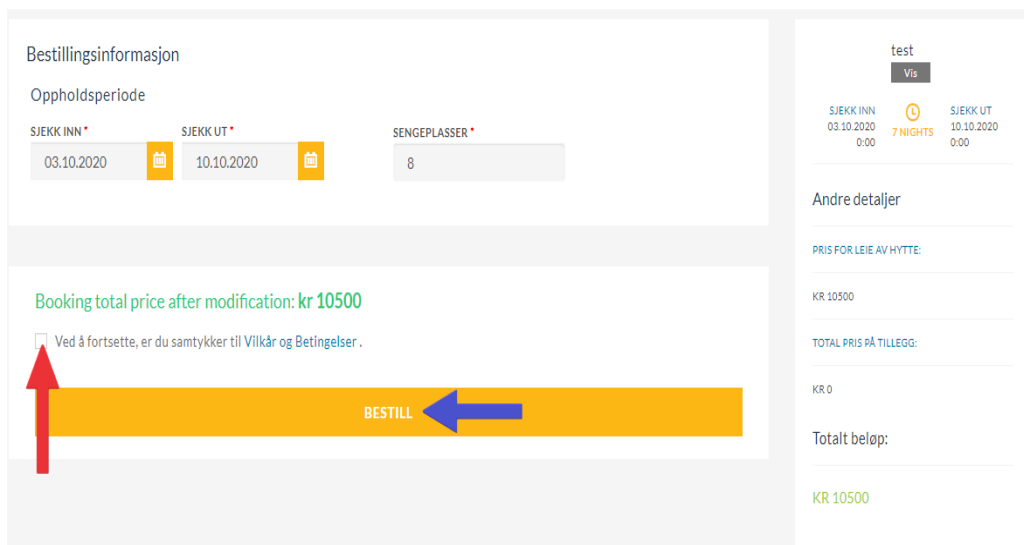 Bestillingsinformasjon
Oppholdsperiode
SJEKK INN *
SJEKK UT *
SENGEPLASSER *
03.10.2020
10.10.2020
8
Booking total price after modification: kr 10500
Ved å fortsette, er du samtykker til Vilkår og Betingelser .
BESTILL
test
Vis
SJEKK INN
03.10.2020
0:00
7 NIGHTS
SJEKK UT
10.10.2020
0:00
Andre detaljer
PRIS FOR LEIE AV HYTTE:
KR 10500
TOTAL PRIS PÅ TILLEGG:
KR 0
Totalt beløp:
KR 10500